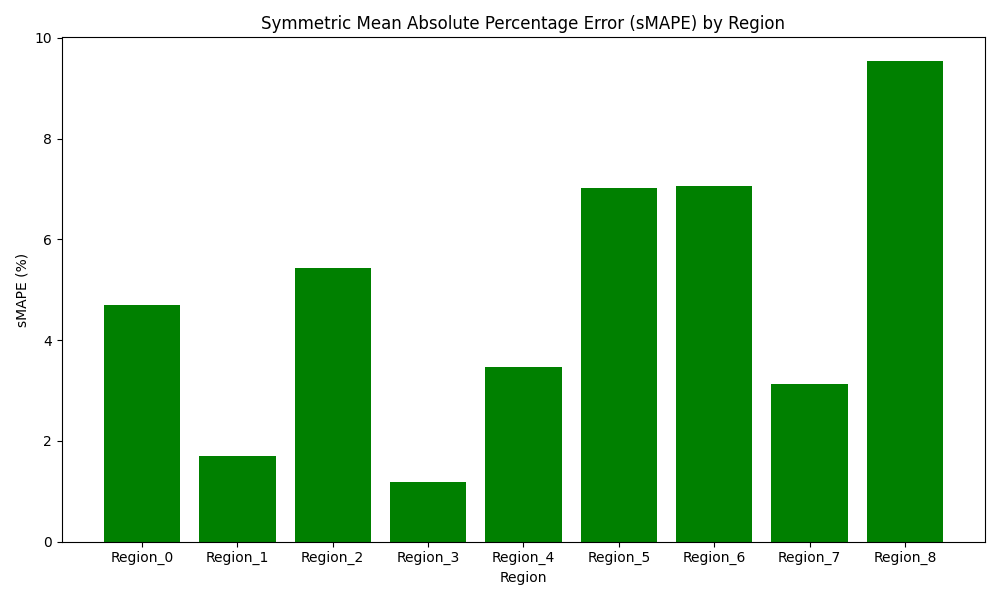 Symmetric Mean Absolute Percentage Error (sMAPE) by Region
10
8
6
4
2
0
sMAPE (%)
Region_0 Region_1 Region_2 Region_3 Region_4 Region_5 Region_6 Region_7 Region_8
Region